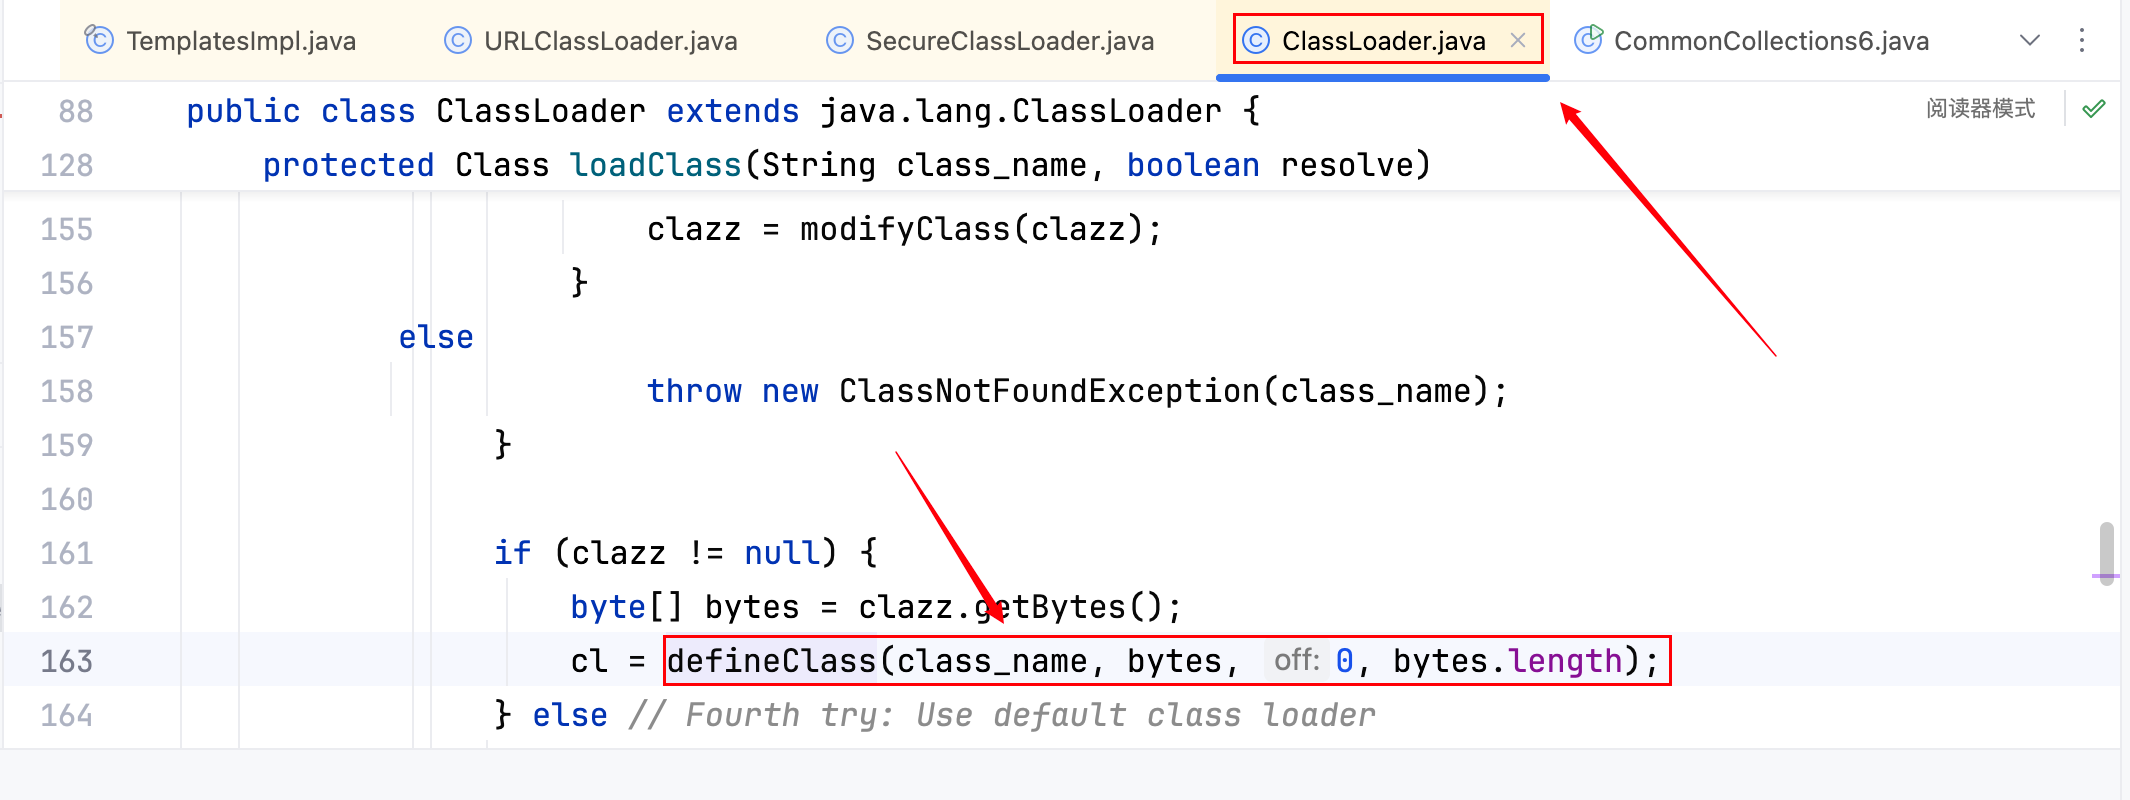 TemplatesImpl.java URLClassLoader.java SecureClassLoader.java ClassLoader.java CommonCollections6.java
88 public class ClassLoader extends java.lang.ClassLoader { 阅读器模式
128 protected Class loadClass(String class_name, boolean resolve)
155 clazz = modifyClass(clazz);
156 }
157 else
158 throw new ClassNotFoundException(class_name);
159 }
160
161 if (clazz != null) {
162 byte[] bytes = clazz.getBytes();
163 cl = defineClass(class_name, bytes, off: 0, bytes.length);
164 } else // Fourth try: Use default class loader